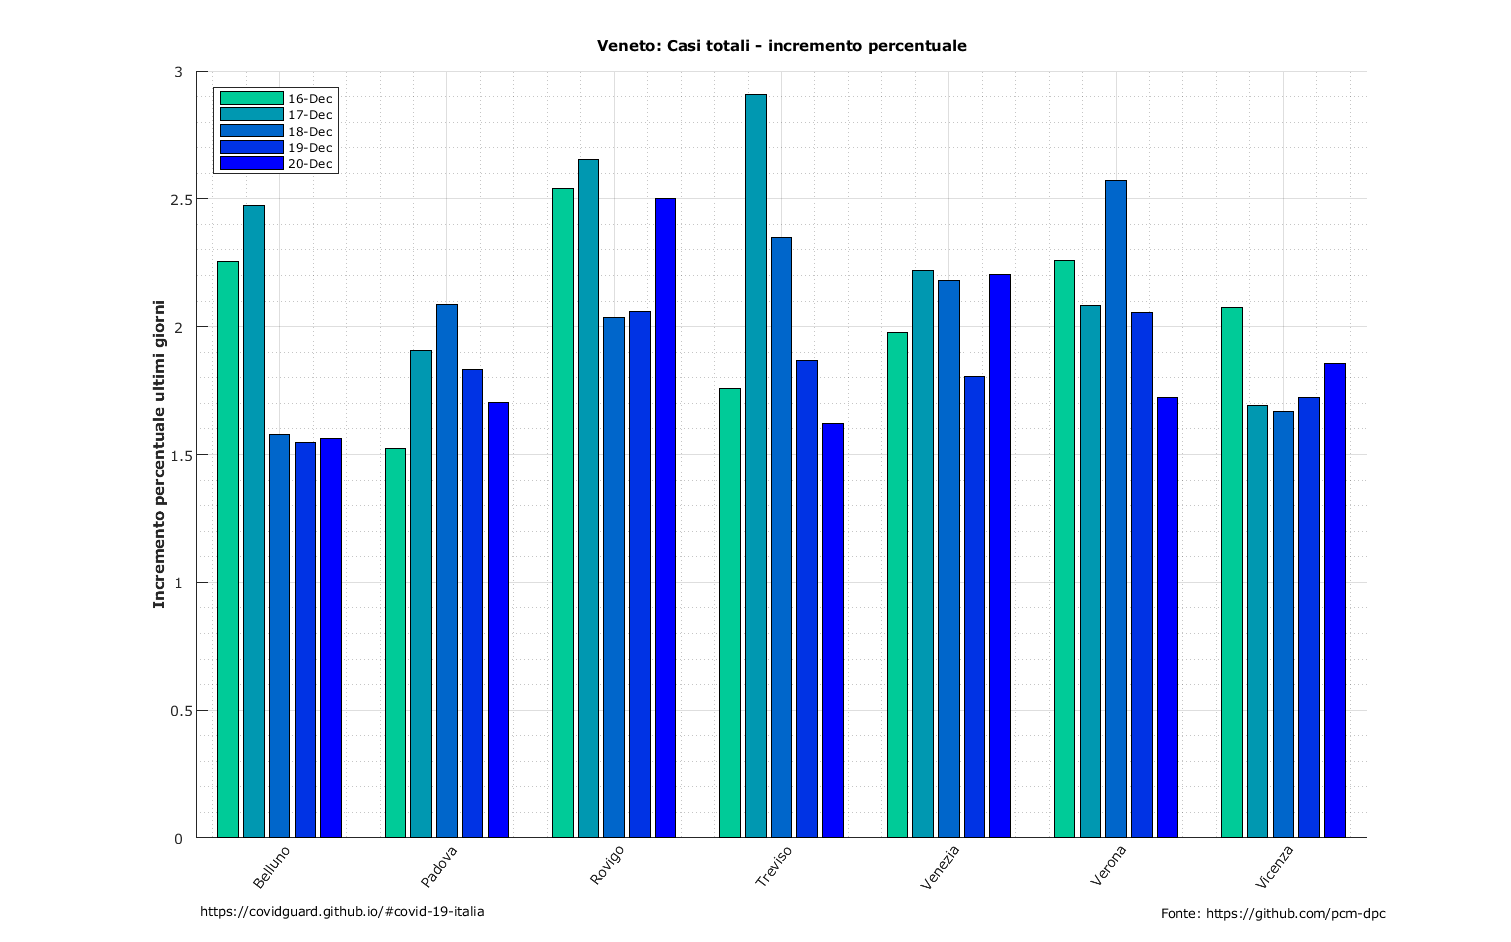 Veneto: Casi totali - incremento percentuale
3
2.5
2
1.5
1
0.5
0
Incremento percentuale ultimi giorni
16-Dec
17-Dec
18-Dec
19-Dec
20-Dec
Belluno
Padova
Rovigo
Treviso
Venezia
Verona
Vicenza
https://covidguard.github.io/#covid-19-italia
Fonte: https://github.com/pcm-dpc